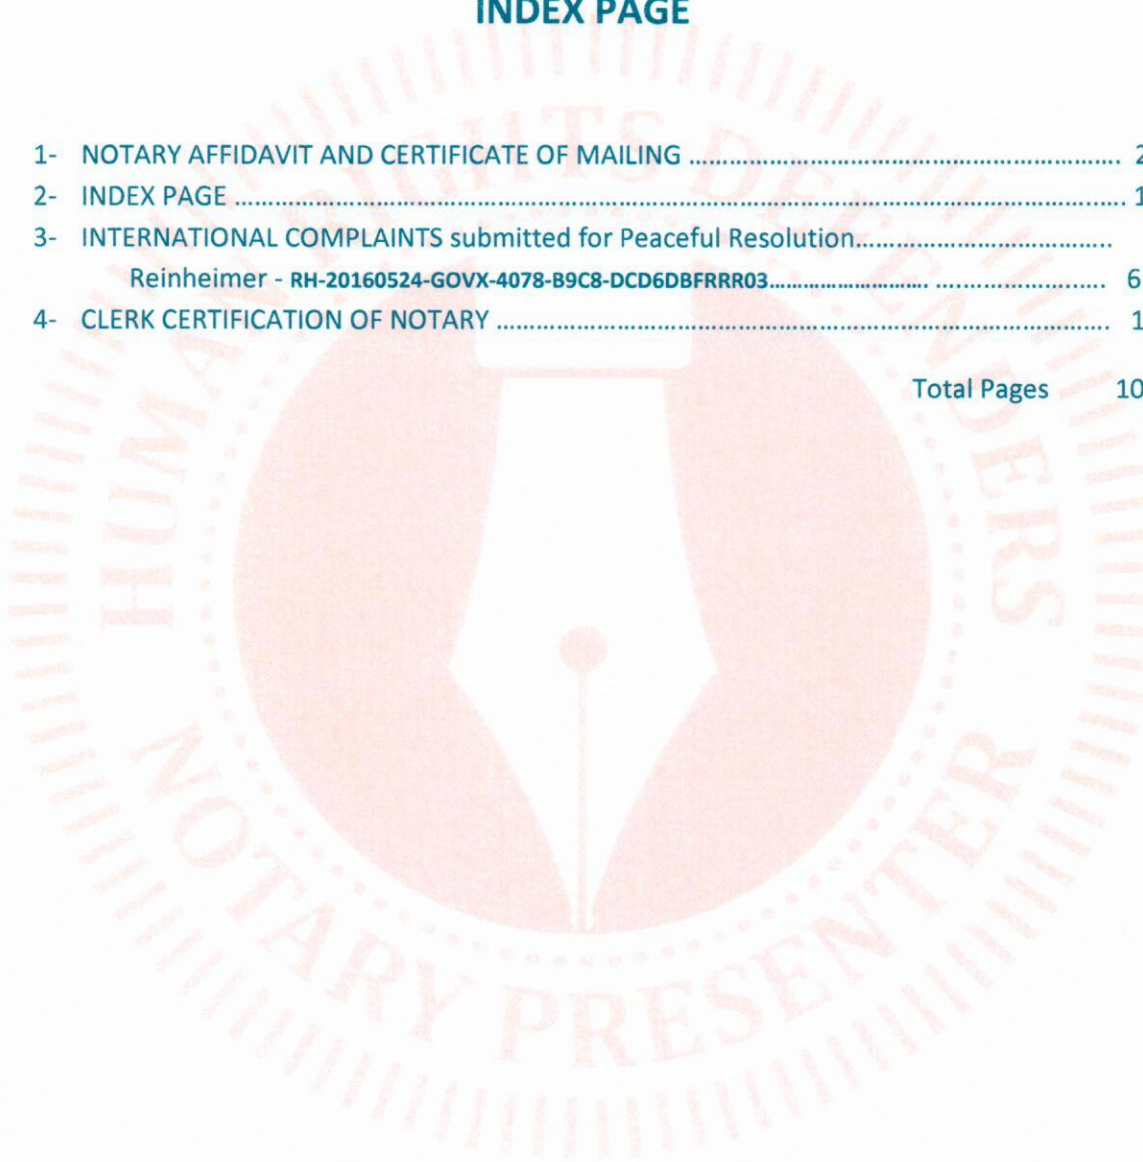 INDEX PAGE
1- NOTARY AFFIDAVIT AND CERTIFICATE OF MAILING ........................................................................ 2
2- INDEX PAGE ........................................................................ 1
3- INTERNATIONAL COMPLAINTS submitted for Peaceful Resolution....................................
Reinheimer - RH-20160524-GOVX-4078-B9C8-DCD6DBFRRR03.............................. ............................ 6
4- CLERK CERTIFICATION OF NOTARY ........................................................................ 1
Total Pages 10
HUMAN RIGHTS DEFENDERS
NOTARY PRESENTER